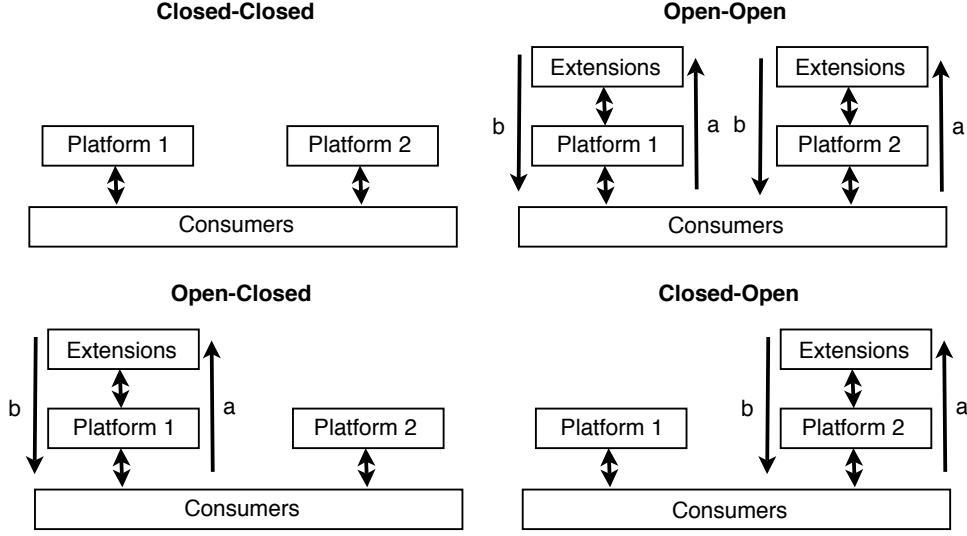 Closed-Closed
Platform 1
Platform 2
Consumers
Open-Open
Extensions
Extensions
b
a
b
a
Platform 1
Platform 2
Consumers
Open-Closed
Extensions
b
a
Platform 1
Platform 2
Consumers
Closed-Open
Extensions
b
a
Platform 1
Platform 2
Consumers